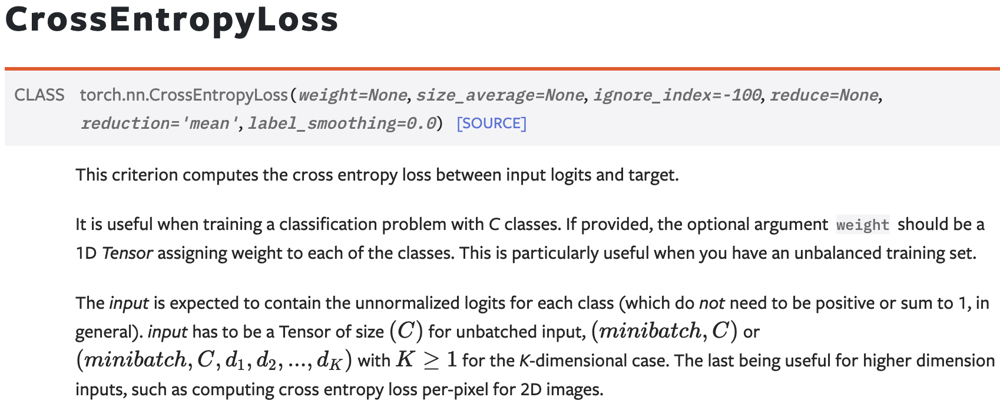 CrossEntropyLoss
CLASS torch.nn.CrossEntropyLoss(weight=None, size_average=None, ignore_index=-100, reduce=None,
reduction='mean', label_smoothing=0.0) [SOURCE]
This criterion computes the cross entropy loss between input logits and target.
It is useful when training a classification problem with C classes. If provided, the optional argument weight should be a
1D Tensor assigning weight to each of the classes. This is particularly useful when you have an unbalanced training set.
The input is expected to contain the unnormalized logits for each class (which do not need to be positive or sum to 1, in
general). input has to be a Tensor of size (C) for unbatched input, (minibatch, C) or
(minibatch, C, d₁, d₂, ..., d_K) with K ≥ 1 for the K-dimensional case. The last being useful for higher dimension
inputs, such as computing cross entropy loss per-pixel for 2D images.